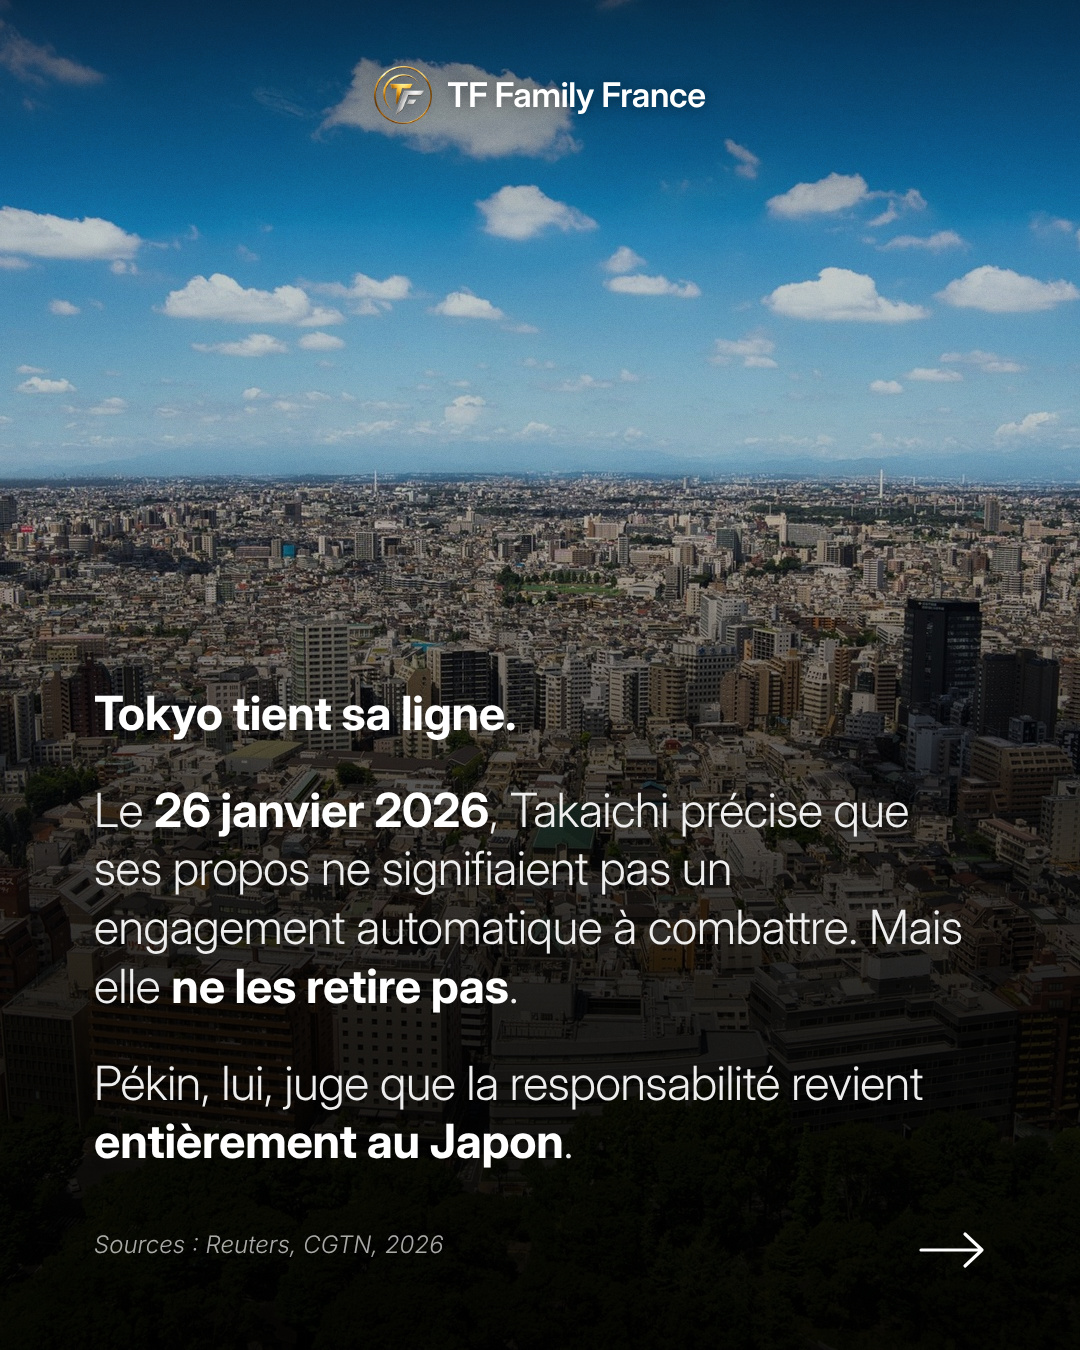 TF Family France
Tokyo tient sa ligne.
Le 26 janvier 2026, Takaichi précise que
ses propos ne signifiaient pas un
engagement automatique à combattre. Mais
elle ne les retire pas.
Pékin, lui, juge que la responsabilité revient
entièrement au Japon.
Sources : Reuters, CGTN, 2026